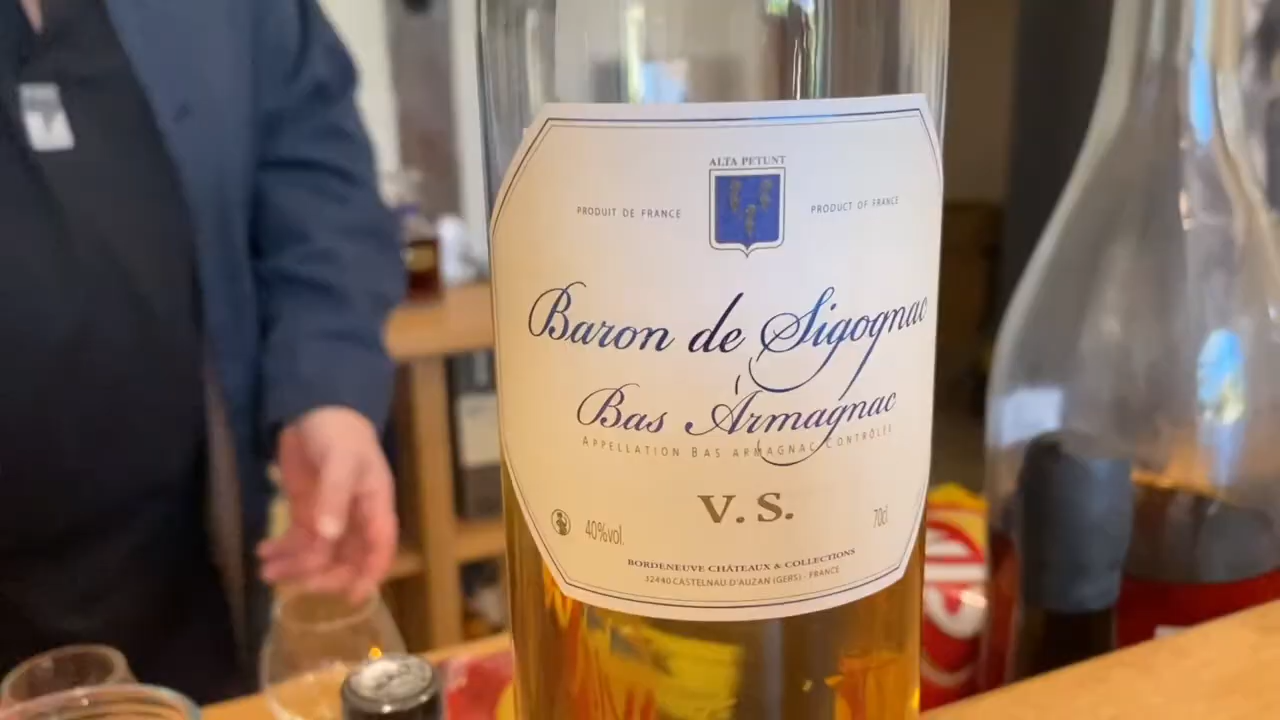 ALTA PETUNT
PRODUIT DE FRANCE
PRODUCT OF FRANCE
Baron de Sigognac
Bas Armagnac
APPELLATION BAS ARMAGNAC CONTRÔLÉE
V. S.
40%vol.
70cl
BORDENEUVE CHÂTEAUX & COLLECTIONS
32440 CASTELNAU D'AUZAN (GERS) - FRANCE